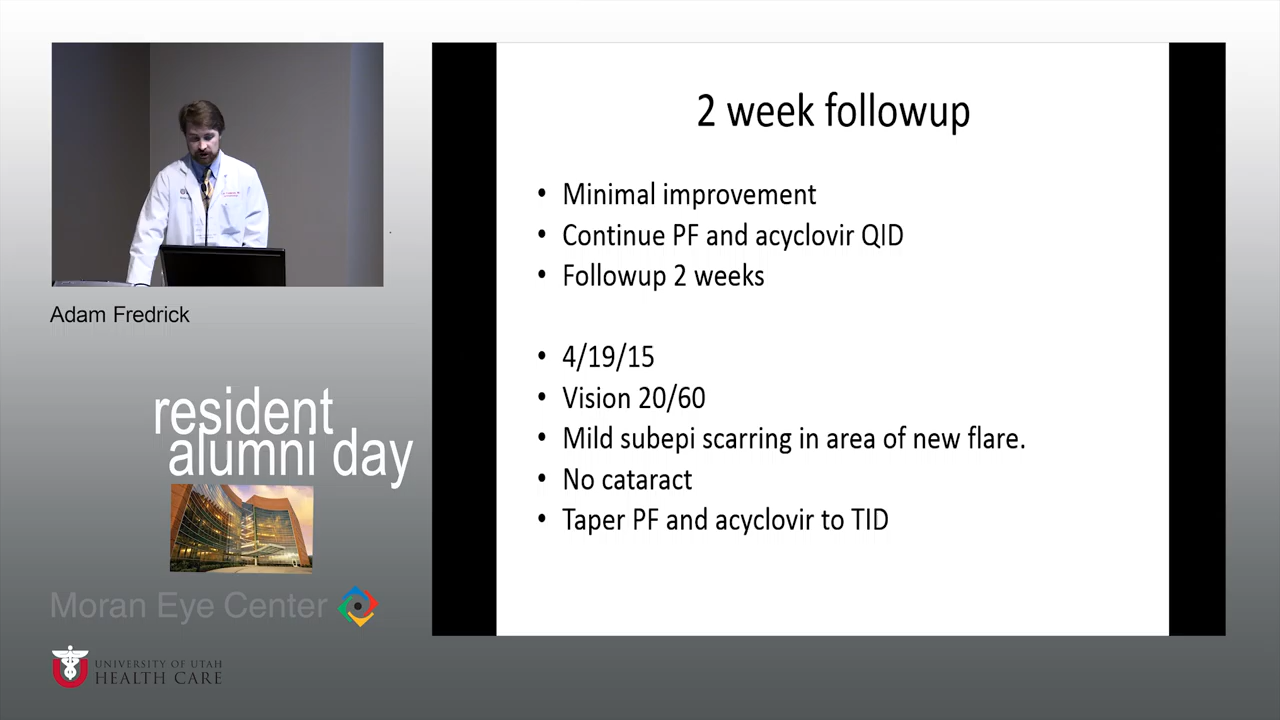 2 week followup
• Minimal improvement
• Continue PF and acyclovir QID
• Followup 2 weeks
• 4/19/15
• Vision 20/60
• Mild subepi scarring in area of new flare.
• No cataract
• Taper PF and acyclovir to TID
Adam Fredrick
resident
alumni day
Moran Eye Center
UNIVERSITY OF UTAH
HEALTH CARE